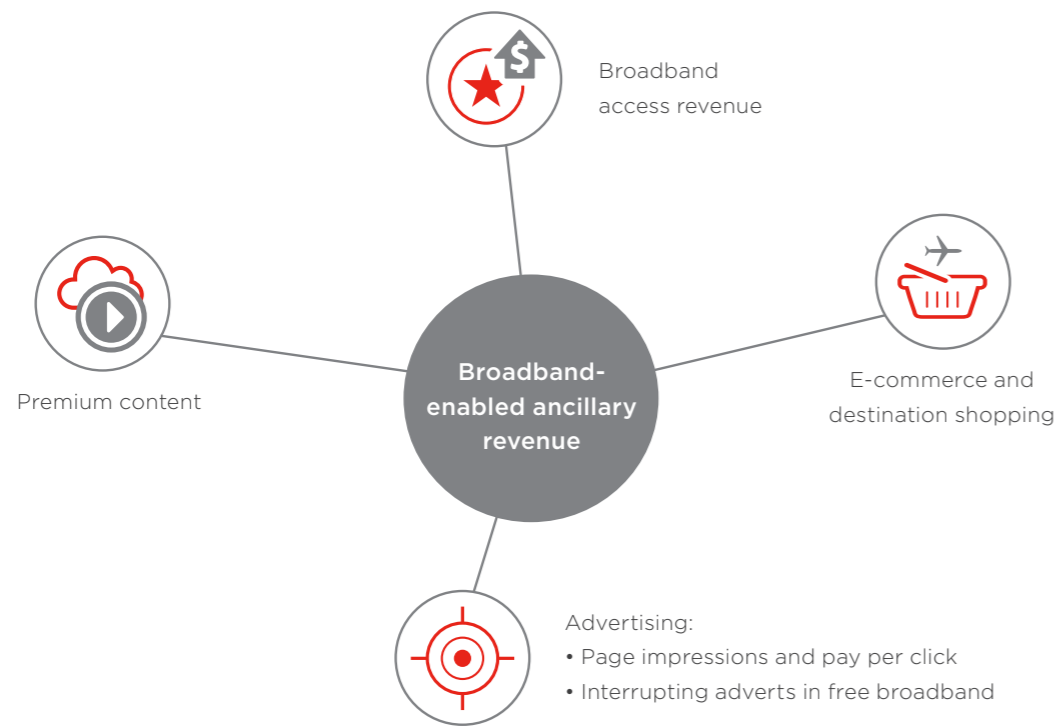 $
Broadband
access revenue
E-commerce and
destination shopping
Premium content
Broadband-
enabled ancillary
revenue
Advertising:
• Page impressions and pay per click
• Interrupting adverts in free broadband